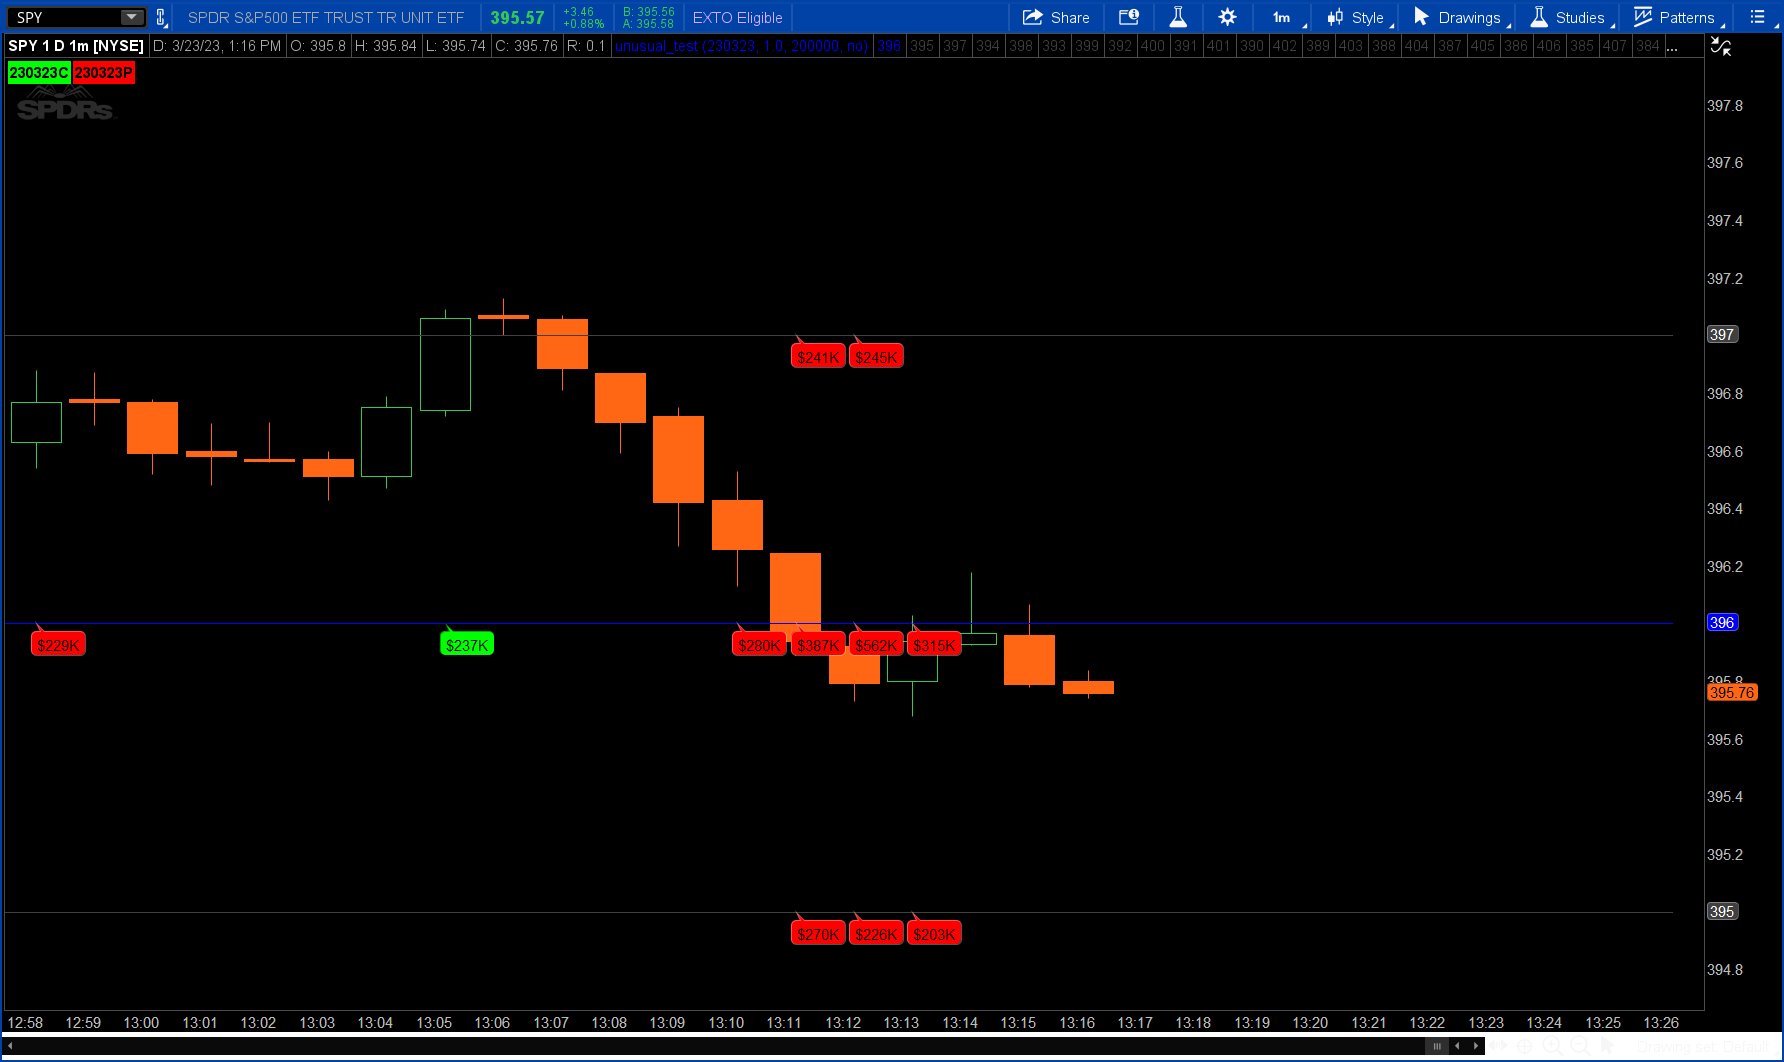 SPY SPDR S&P500 ETF TRUST TR UNIT ETF 395.57 +3.46 +0.88% B: 395.56 A: 395.58 EXTO Eligible Share 1m Style Drawings Studies Patterns
SPY 1 D 1m [NYSE] D: 3/23/23, 1:16 PM O: 395.8 H: 395.84 L: 395.74 C: 395.76 R: 0.1 unusual_test (230323, 1.0, 200000, no) 396 395 397 394 398 393 399 392 400 391 401 390 402 389 403 388 404 387 405 386 406 385 407 384 ...
230323C 230323P
SPDRs
397.8
397.6
397.4
397.2
397
$241K $245K
396.8
396.6
396.4
396.2
396
$229K $237K $280K $387K $562K $315K
395.8
395.76
395.6
395.4
395.2
395
$270K $226K $203K
394.8
12:58 12:59 13:00 13:01 13:02 13:03 13:04 13:05 13:06 13:07 13:08 13:09 13:10 13:11 13:12 13:13 13:14 13:15 13:16 13:17 13:18 13:19 13:20 13:21 13:22 13:23 13:24 13:25 13:26
Drawing set: Default